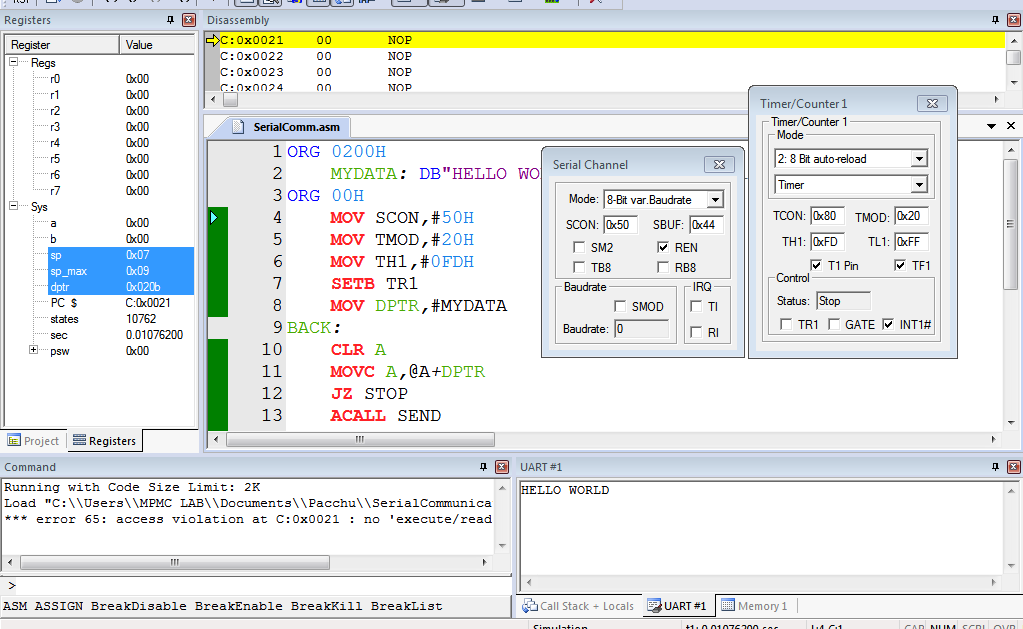 Registers
Register Value
Regs
r0 0x00
r1 0x00
r2 0x00
r3 0x00
r4 0x00
r5 0x00
r6 0x00
r7 0x00
Sys
a 0x00
b 0x00
sp 0x07
sp_max 0x09
dptr 0x020b
PC $ C:0x0021
states 10762
sec 0.01076200
psw 0x00
Project Registers
Disassembly
C:0x0021 00 NOP
C:0x0022 00 NOP
C:0x0023 00 NOP
C:0x0024 00 NOP
SerialComm.asm
1 ORG 0200H
2 MYDATA: DB"HELLO WO
3 ORG 00H
4 MOV SCON,#50H
5 MOV TMOD,#20H
6 MOV TH1,#0FDH
7 SETB TR1
8 MOV DPTR,#MYDATA
9 BACK:
10 CLR A
11 MOVC A,@A+DPTR
12 JZ STOP
13 ACALL SEND
Serial Channel
Mode: 8-Bit var.Baudrate
SCON: 0x50 SBUF: 0x44
SM2 REN
TB8 RB8
Baudrate
SMOD
Baudrate: 0
IRQ
TI
RI
Timer/Counter 1
Timer/Counter 1
Mode
2: 8 Bit auto-reload
Timer
TCON: 0x80 TMOD: 0x20
TH1: 0xFD TL1: 0xFF
T1 Pin TF1
Control
Status: Stop
TR1 GATE INT1#
Command
Running with Code Size Limit: 2K
Load "C:\\Users\\MPMC LAB\\Documents\\Pacchu\\SerialCommunica
*** error 65: access violation at C:0x0021 : no 'execute/read
>
ASM ASSIGN BreakDisable BreakEnable BreakKill BreakList
UART #1
HELLO WORLD
Call Stack + Locals UART #1 Memory 1
Simulation t1: 0.01076200 sec L:4 C:1 CAP NUM SCRL OVR